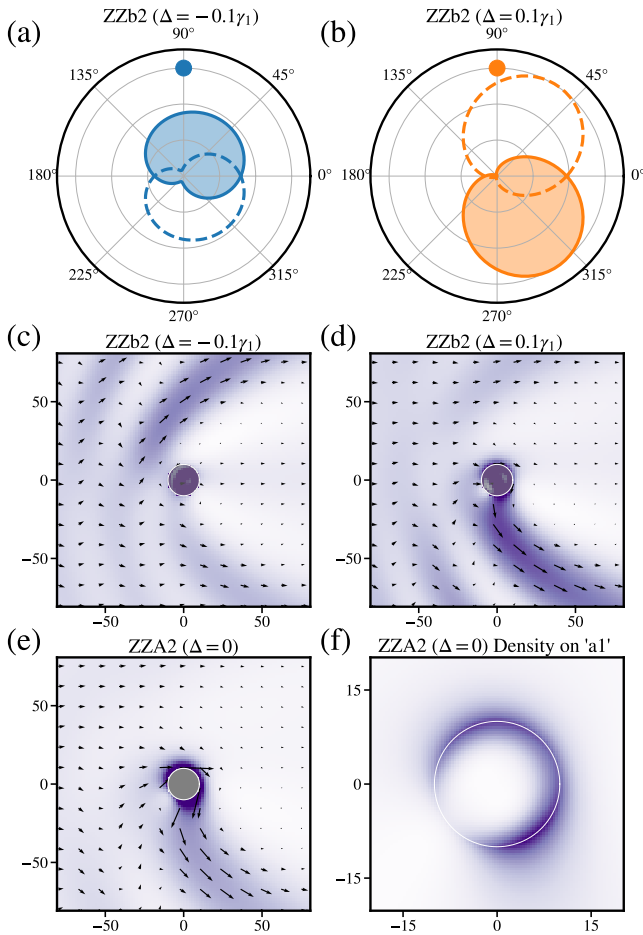 (a) ZZb2 (Δ = −0.1γ₁) (b) ZZb2 (Δ = 0.1γ₁)
90° 90°
135° 45° 135° 45°
180° 0° 180° 0°
225° 315° 225° 315°
270° 270°
(c) ZZb2 (Δ = −0.1γ₁) (d) ZZb2 (Δ = 0.1γ₁)
50 50
0 0
−50 −50
−50 0 50 −50 0 50
(e) ZZA2 (Δ = 0) (f) ZZA2 (Δ = 0) Density on 'a1'
50 15
0 0
−50 −15
−50 0 50 −15 0 15